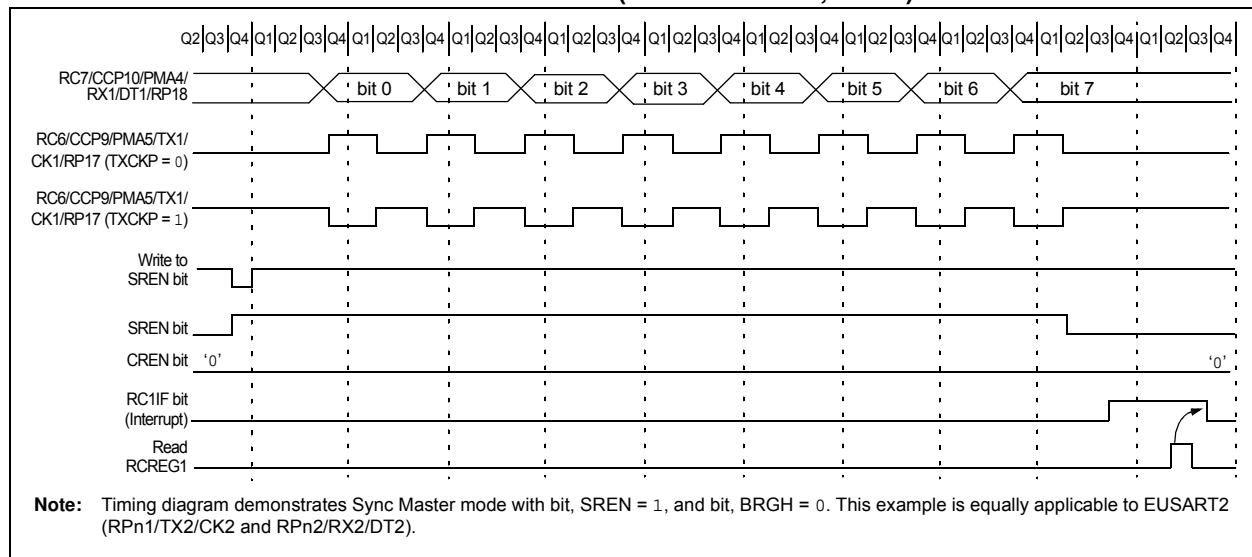 Q2|Q3|Q4|Q1|Q2|Q3|Q4|Q1|Q2|Q3|Q4|Q1|Q2|Q3|Q4|Q1|Q2|Q3|Q4|Q1|Q2|Q3|Q4|Q1|Q2|Q3|Q4|Q1|Q2|Q3|Q4|Q1|Q2|Q3|Q4|Q1|Q2|Q3|Q4|Q1|Q2|Q3|Q4
RC7/CCP10/PMA4/
RX1/DT1/RP18
bit 0 bit 1 bit 2 bit 3 bit 4 bit 5 bit 6 bit 7
RC6/CCP9/PMA5/TX1/
CK1/RP17 (TXCKP = 0)
RC6/CCP9/PMA5/TX1/
CK1/RP17 (TXCKP = 1)
Write to
SREN bit
SREN bit
CREN bit ‘0’ ‘0’
RC1IF bit
(Interrupt)
Read
RCREG1
Note: Timing diagram demonstrates Sync Master mode with bit, SREN = 1, and bit, BRGH = 0. This example is equally applicable to EUSART2
(RPn1/TX2/CK2 and RPn2/RX2/DT2).